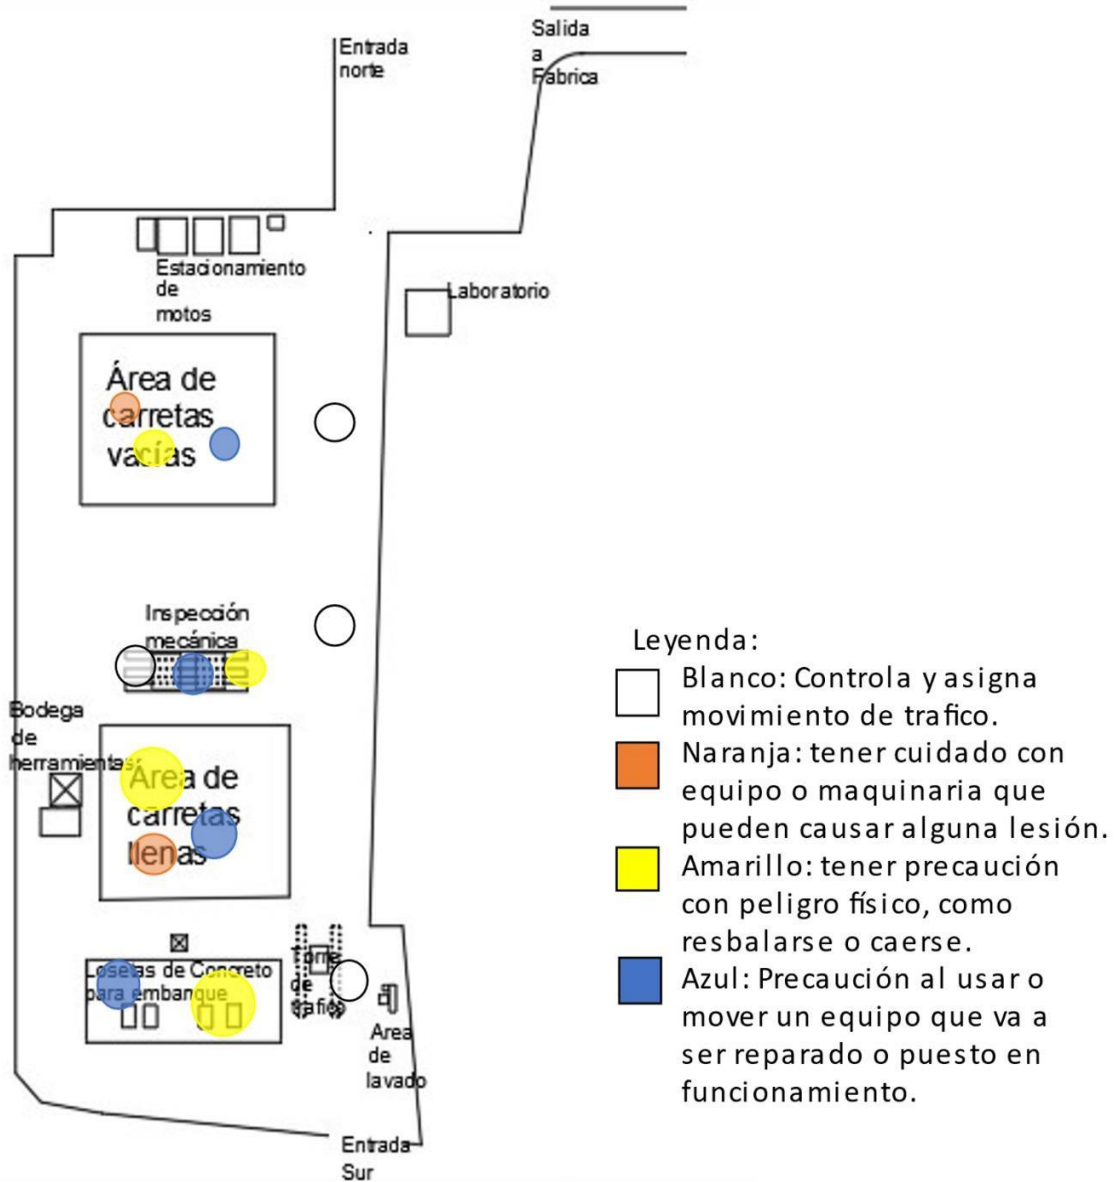 Salida
a
Fabrica
Entrada
norte
Estacionamiento
de
motos
Laboratorio
Área de
carretas
vacías
Inspección
mecánica
Bodega
de
herramientas
Área de
carretas
llenas
Losetas de Concreto
para embanque
Torre
de
trafico
Area
de
lavado
Entrada
Sur
Leyenda:
Blanco: Controla y asigna
movimiento de trafico.
Naranja: tener cuidado con
equipo o maquinaria que
pueden causar alguna lesión.
Amarillo: tener precaución
con peligro físico, como
resbalarse o caerse.
Azul: Precaución al usar o
mover un equipo que va a
ser reparado o puesto en
funcionamiento.